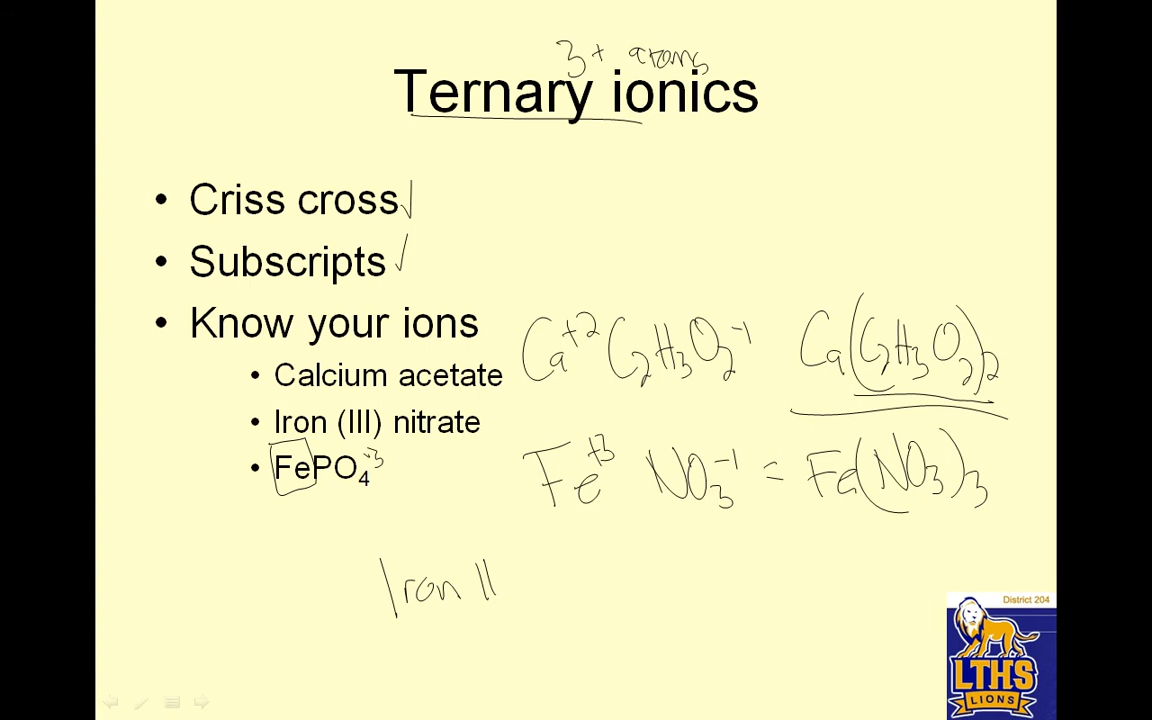 3+ atoms
Ternary ionics
• Criss cross √
• Subscripts √
• Know your ions
Ca+2 C2H3O2-1 Ca(C2H3O2)2
• Calcium acetate
• Iron (III) nitrate
• FePO4-3
Fe+3 NO3-1 = Fe(NO3)3
Iron II
District 204
LTHS
LIONS